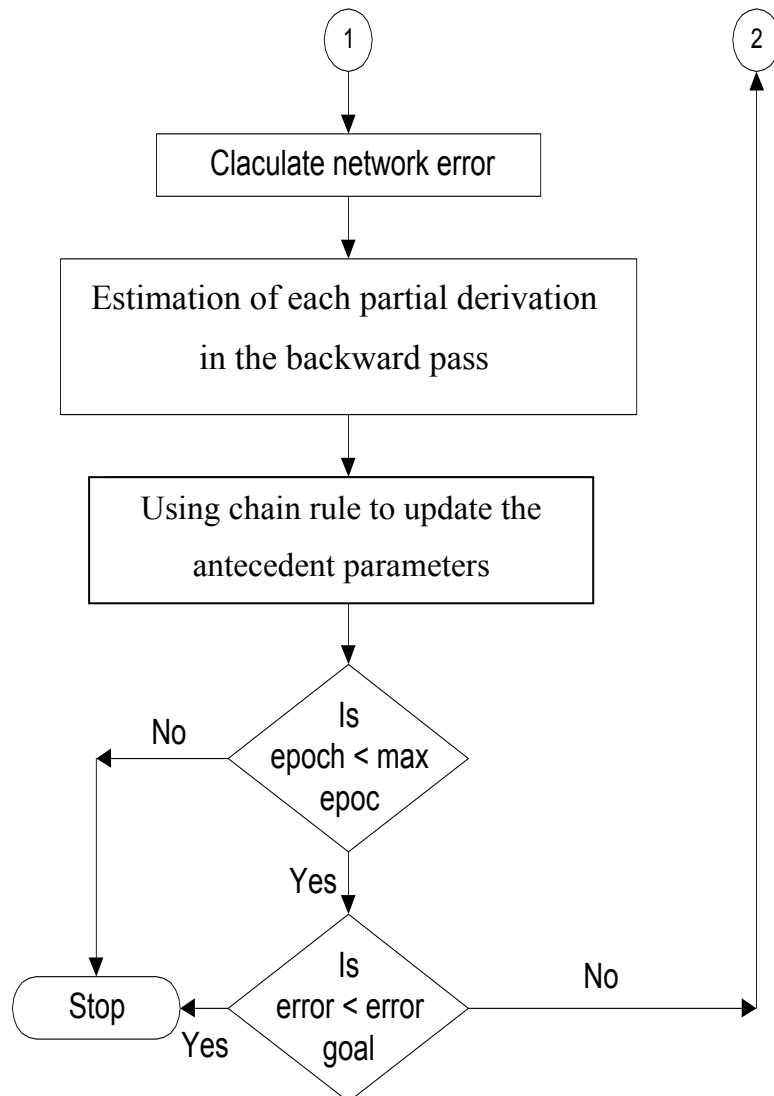 1
2
Claculate network error
Estimation of each partial derivation
in the backward pass
Using chain rule to update the
antecedent parameters
Is
epoch < max
epoc
No
Yes
Is
error < error
goal
No
Yes
Stop